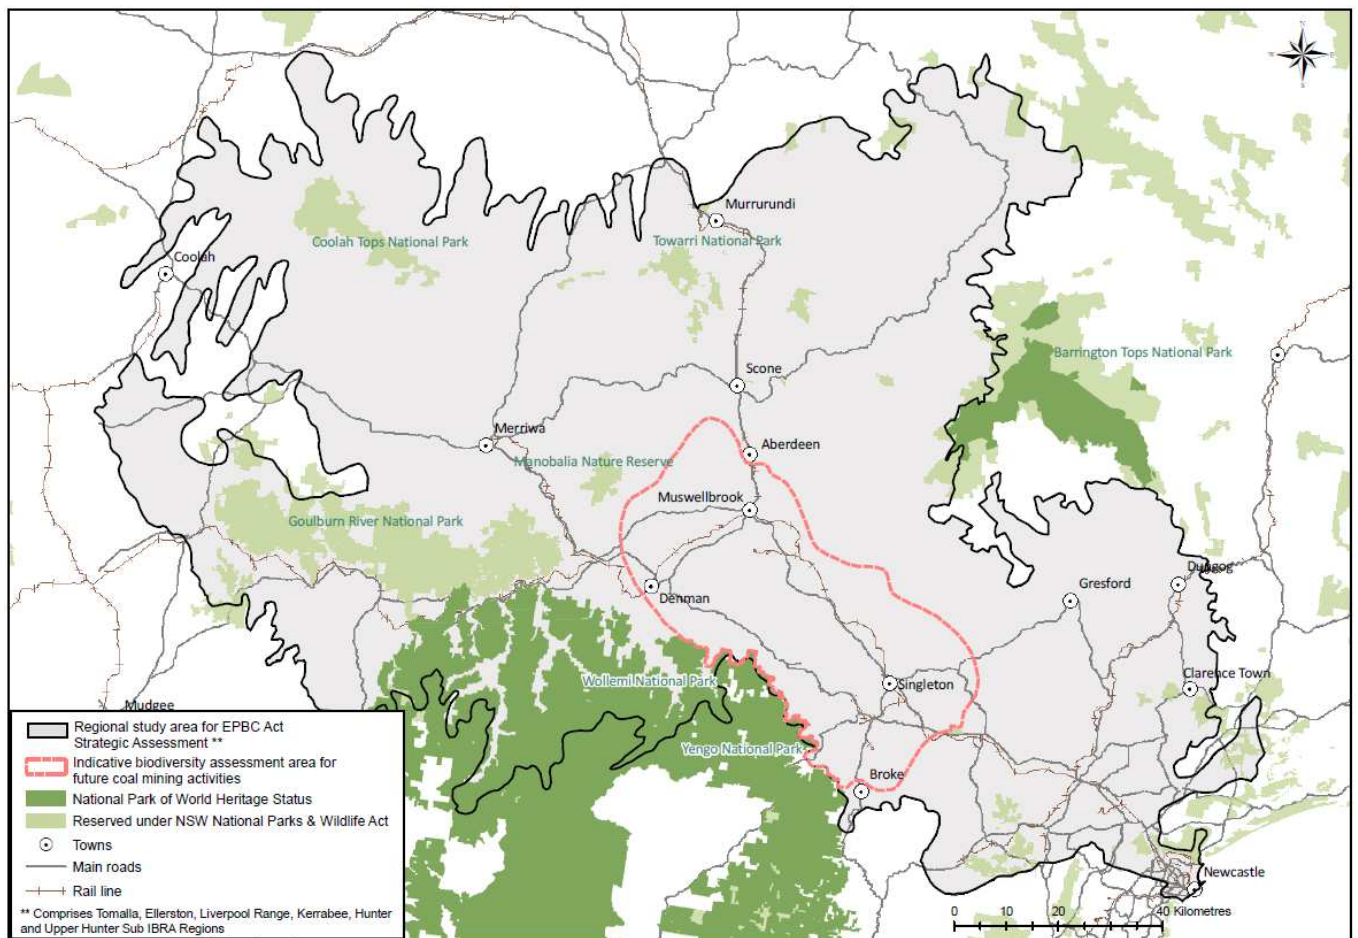 N
Murrurundi
Coolah Tops National Park
Towarri National Park
Coolah
Barrington Tops National Park
Scone
Merriwa
Aberdeen
Manobalia Nature Reserve
Muswellbrook
Goulburn River National Park
Denman
Gresford
Dungog
Wollemi National Park
Singleton
Clarence Town
Mudgee
Yengo National Park
Broke
Newcastle
Regional study area for EPBC Act
Strategic Assessment **
Indicative biodiversity assessment area for
future coal mining activities
National Park of World Heritage Status
Reserved under NSW National Parks & Wildlife Act
Towns
Main roads
Rail line
** Comprises Tomalla, Ellerston, Liverpool Range, Kerrabee, Hunter
and Upper Hunter Sub IBRA Regions
0 10 20 40 Kilometres